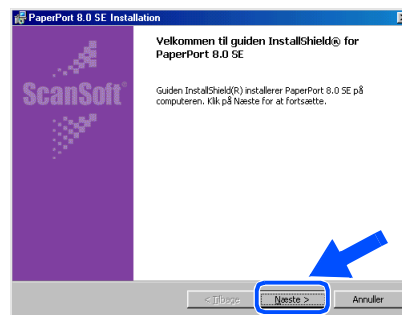 PaperPort 8.0 SE Installation
Velkommen til guiden InstallShield® for
PaperPort 8.0 SE
ScanSoft®
Guiden InstallShield(R) installerer PaperPort 8.0 SE på
computeren. Klik på Næste for at fortsætte.
< Tilbage
Næste >
Annuller